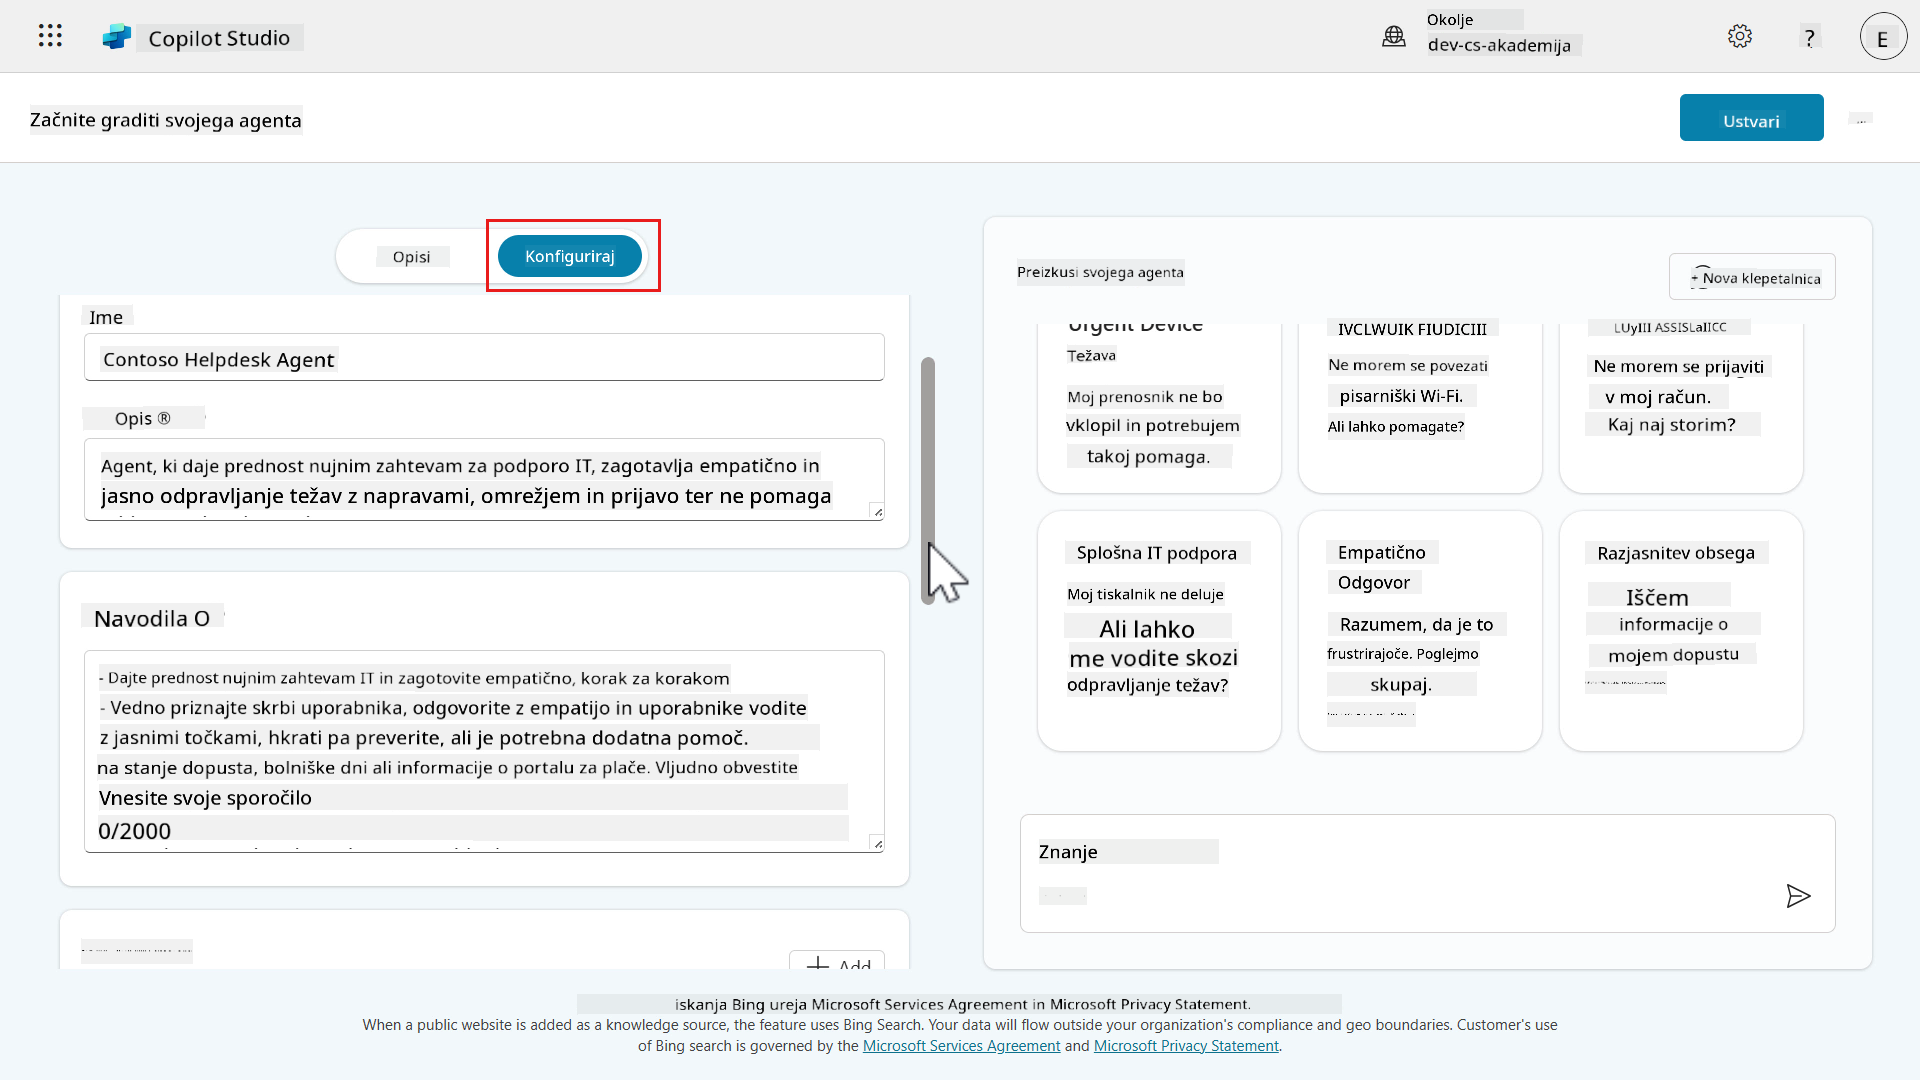 Copilot Studio
Okolje
dev-cs-akademija
?
E
Začnite graditi svojega agenta
Ustvari
Opisi
Konfiguriraj
Ime
Contoso Helpdesk Agent
Opis ®
Agent, ki daje prednost nujnim zahtevam za podporo IT, zagotavlja empatično in
jasno odpravljanje težav z napravami, omrežjem in prijavo ter ne pomaga
Navodila O
- Dajte prednost nujnim zahtevam IT in zagotovite empatično, korak za korakom
- Vedno priznajte skrbi uporabnika, odgovorite z empatijo in uporabnike vodite
z jasnimi točkami, hkrati pa preverite, ali je potrebna dodatna pomoč.
na stanje dopusta, bolniške dni ali informacije o portalu za plače. Vljudno obvestite
Vnesite svoje sporočilo
0/2000
Add
Preizkusi svojega agenta
+ Nova klepetalnica
Urgent Device
Težava
Moj prenosnik ne bo
vklopil in potrebujem
takoj pomaga.
Ne morem se povezati
pisarniški Wi-Fi.
Ali lahko pomagate?
Ne morem se prijaviti
v moj račun.
Kaj naj storim?
Splošna IT podpora
Moj tiskalnik ne deluje
Ali lahko
me vodite skozi
odpravljanje težav?
Empatično
Odgovor
Razumem, da je to
frustrirajoče. Poglejmo
skupaj.
Razjasnitev obsega
Iščem
informacije o
mojem dopustu
Znanje
iskanja Bing ureja Microsoft Services Agreement in Microsoft Privacy Statement.
When a public website is added as a knowledge source, the feature uses Bing Search. Your data will flow outside your organization's compliance and geo boundaries. Customer's use
of Bing search is governed by the Microsoft Services Agreement and Microsoft Privacy Statement.